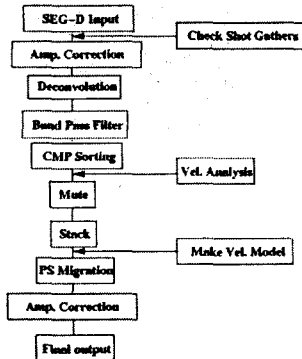 SEG-D Input
Check Shot Gathers
Amp. Correction
Deconvolution
Band Pass Filter
CMP Sorting
Vel. Analysis
Mute
Stack
Make Vel. Model
PS Migration
Amp. Correction
Final output